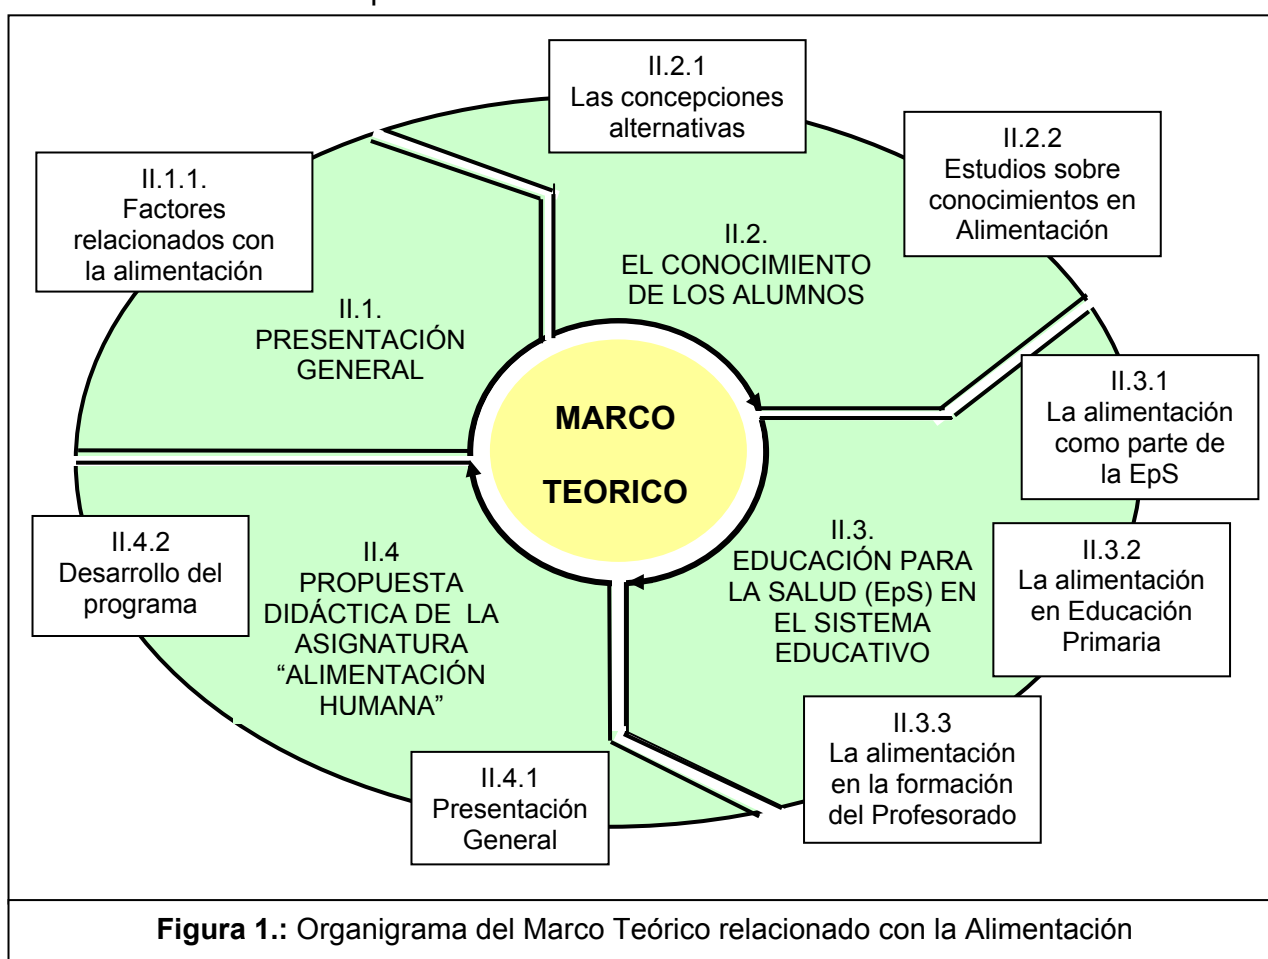 II.1.1.
Factores
relacionados con
la alimentación
II.1.
PRESENTACIÓN
GENERAL
II.2.1
Las concepciones
alternativas
II.2.2
Estudios sobre
conocimientos en
Alimentación
II.2.
EL CONOCIMIENTO
DE LOS ALUMNOS
MARCO
TEORICO
II.3.1
La alimentación
como parte de
la EpS
II.3.2
La alimentación
en Educación
Primaria
II.3.
EDUCACIÓN PARA
LA SALUD (EpS) EN
EL SISTEMA
EDUCATIVO
II.3.3
La alimentación
en la formación
del Profesorado
II.4
PROPUESTA
DIDÁCTICA DE LA
ASIGNATURA
“ALIMENTACIÓN
HUMANA”
II.4.1
Presentación
General
II.4.2
Desarrollo del
programa
Figura 1.: Organigrama del Marco Teórico relacionado con la Alimentación